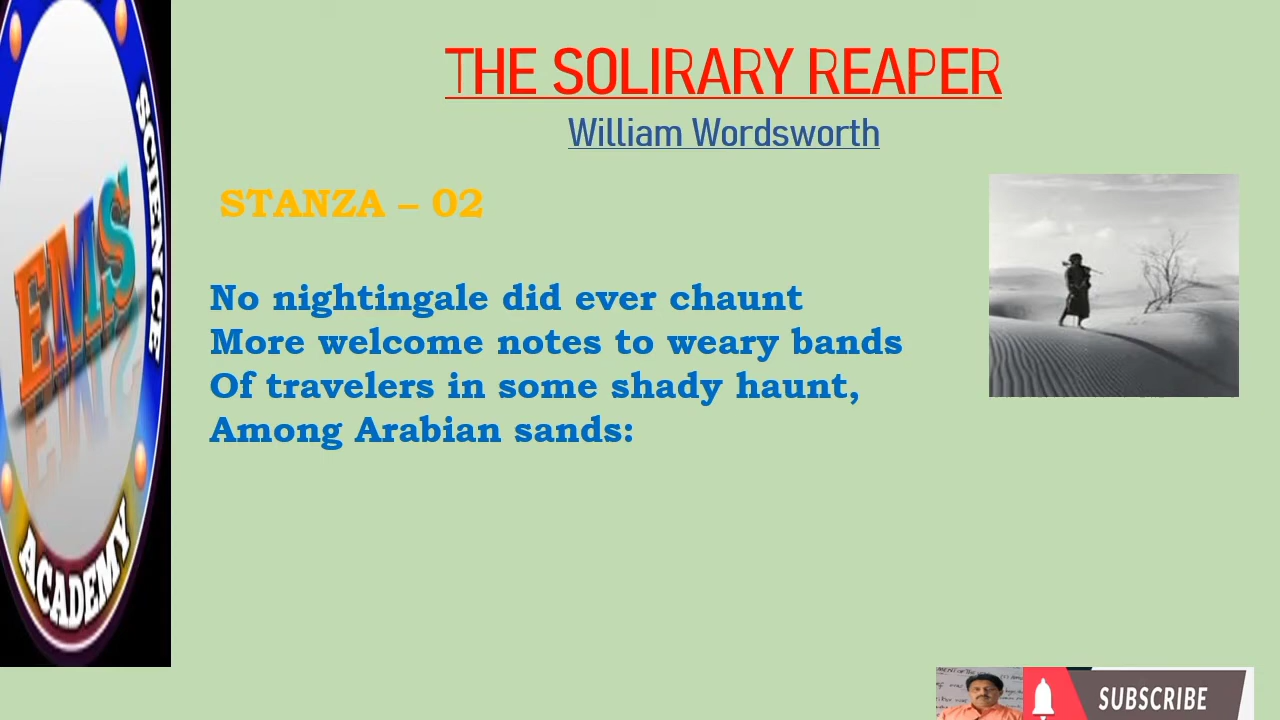 THE SOLIRARY REAPER
William Wordsworth
STANZA – 02
No nightingale did ever chaunt
More welcome notes to weary bands
Of travelers in some shady haunt,
Among Arabian sands:
EMS
SCIENCE
ACADEMY
SUBSCRIBE